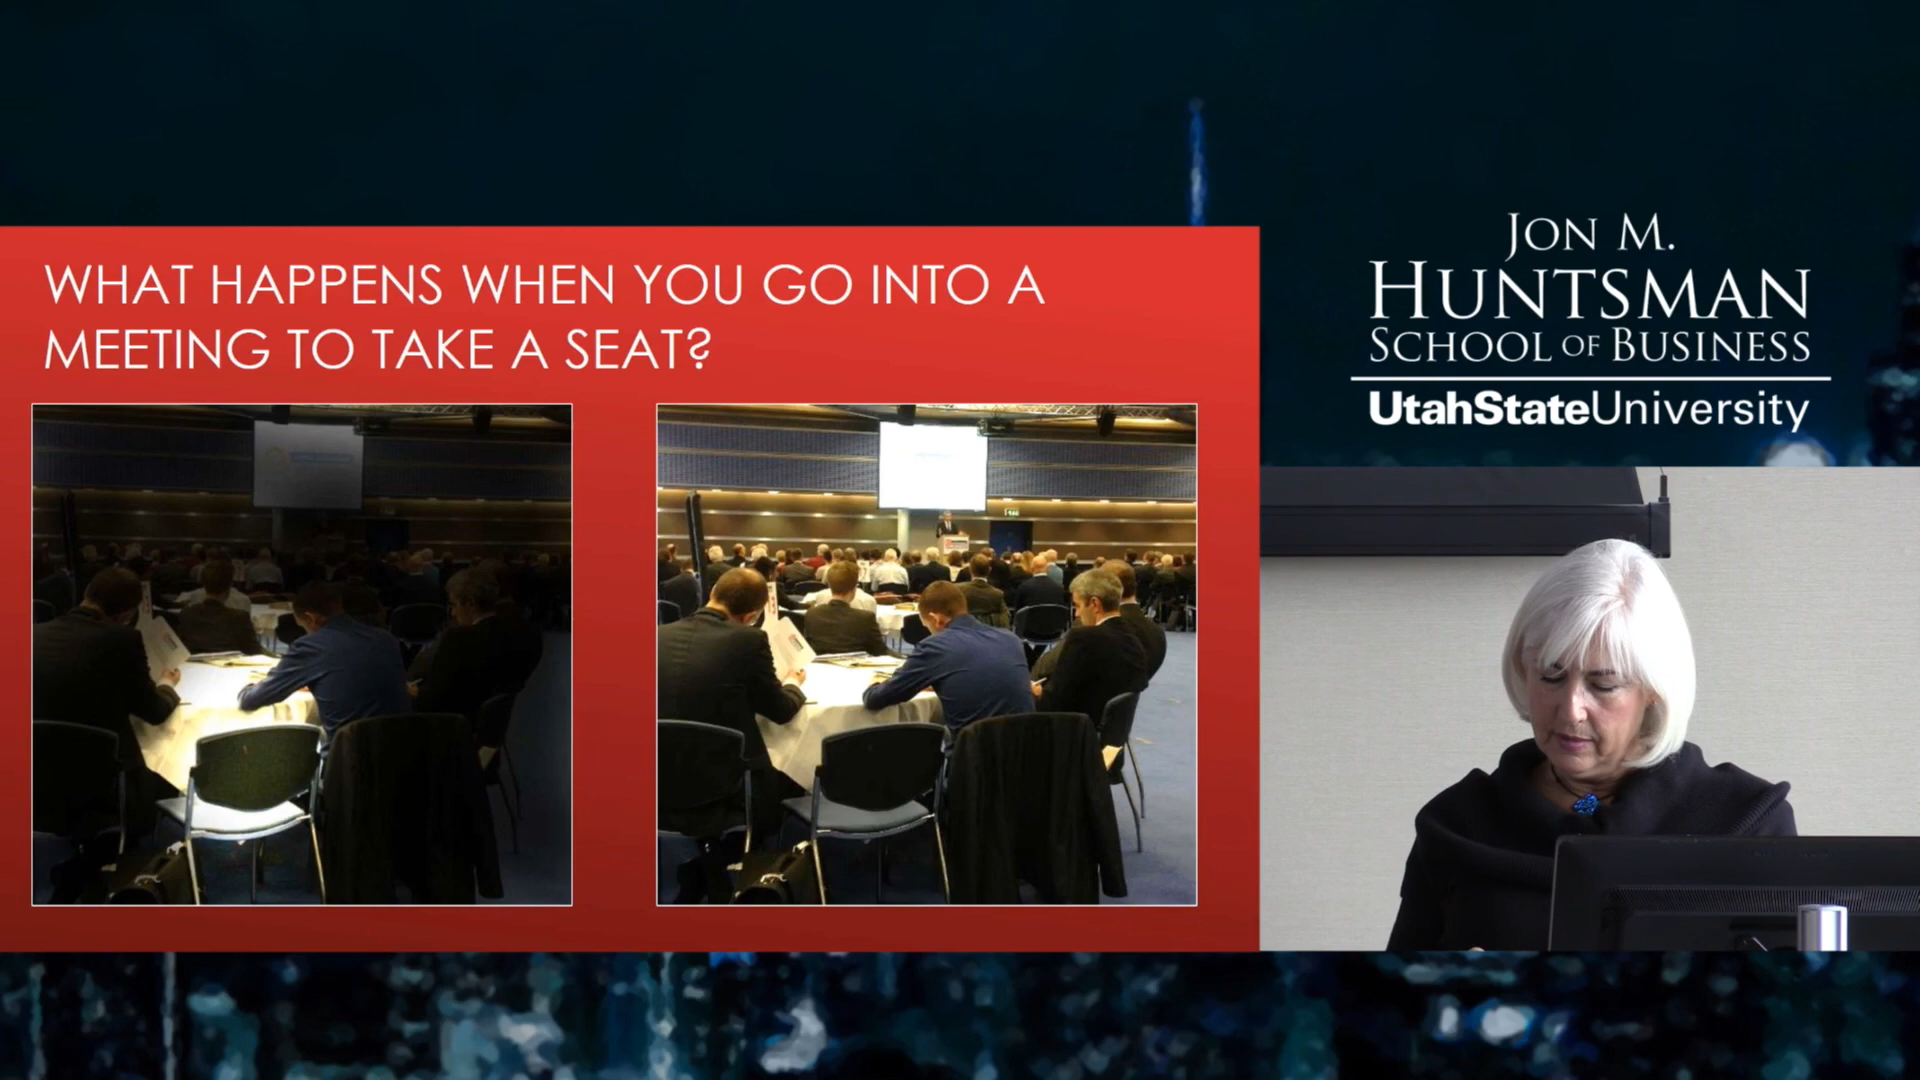 WHAT HAPPENS WHEN YOU GO INTO A
MEETING TO TAKE A SEAT?
JON M.
HUNTSMAN
SCHOOL OF BUSINESS
UtahStateUniversity